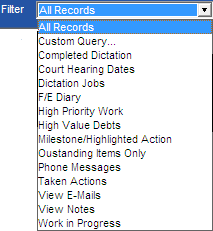 Filter All Records
All Records
Custom Query...
Completed Dictation
Court Hearing Dates
Dictation Jobs
F/E Diary
High Priority Work
High Value Debts
Milestone/Highlighted Action
Oustanding Items Only
Phone Messages
Taken Actions
View E-Mails
View Notes
Work in Progress